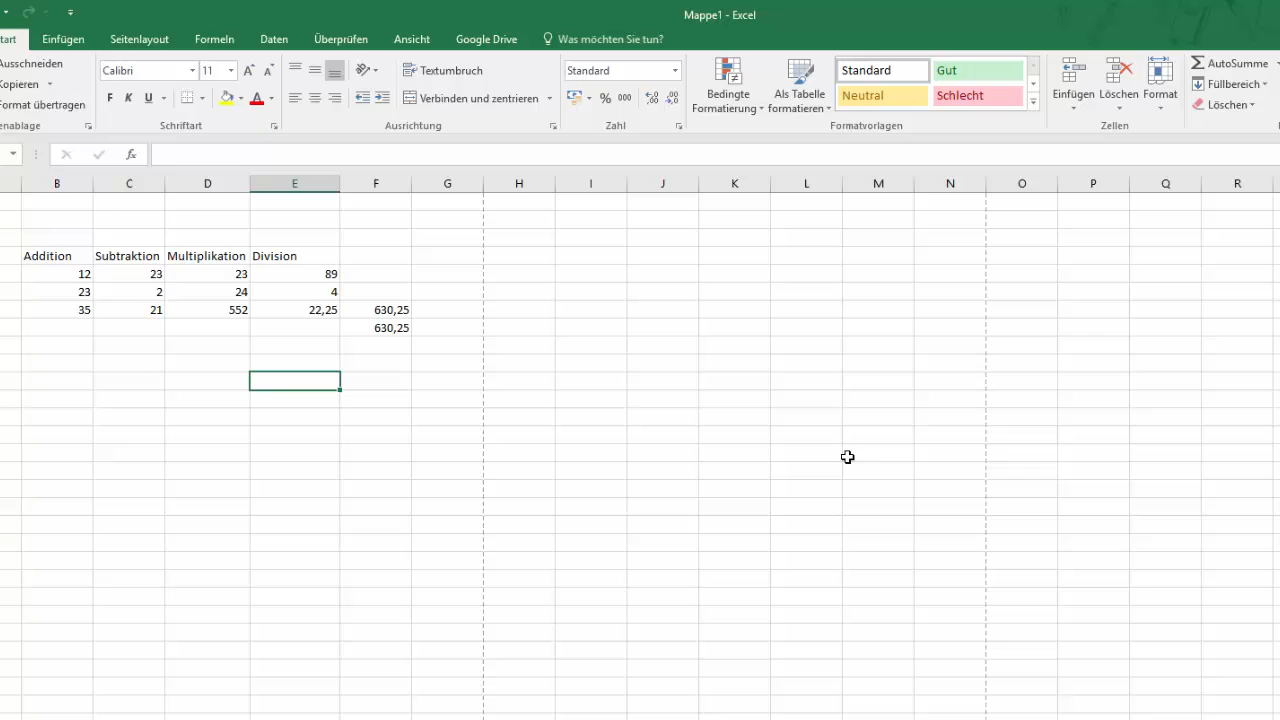 Mappe1 - Excel
Einfügen Seitenlayout Formeln Daten Überprüfen Ansicht Google Drive Was möchten Sie tun?
Ausschneiden
Kopieren
Format übertragen
Calibri 11
F K U
Schriftart
Textumbruch
Verbinden und zentrieren
Ausrichtung
Standard
% 000
Zahl
Bedingte Formatierung
Als Tabelle formatieren
Standard Gut
Neutral Schlecht
Formatvorlagen
Einfügen Löschen Format
Zellen
AutoSumme
Füllbereich
Löschen
fx
B C D E F G H I J K L M N O P Q R
Addition Subtraktion Multiplikation Division
12 23 23 89
23 2 24 4
35 21 552 22,25 630,25
630,25